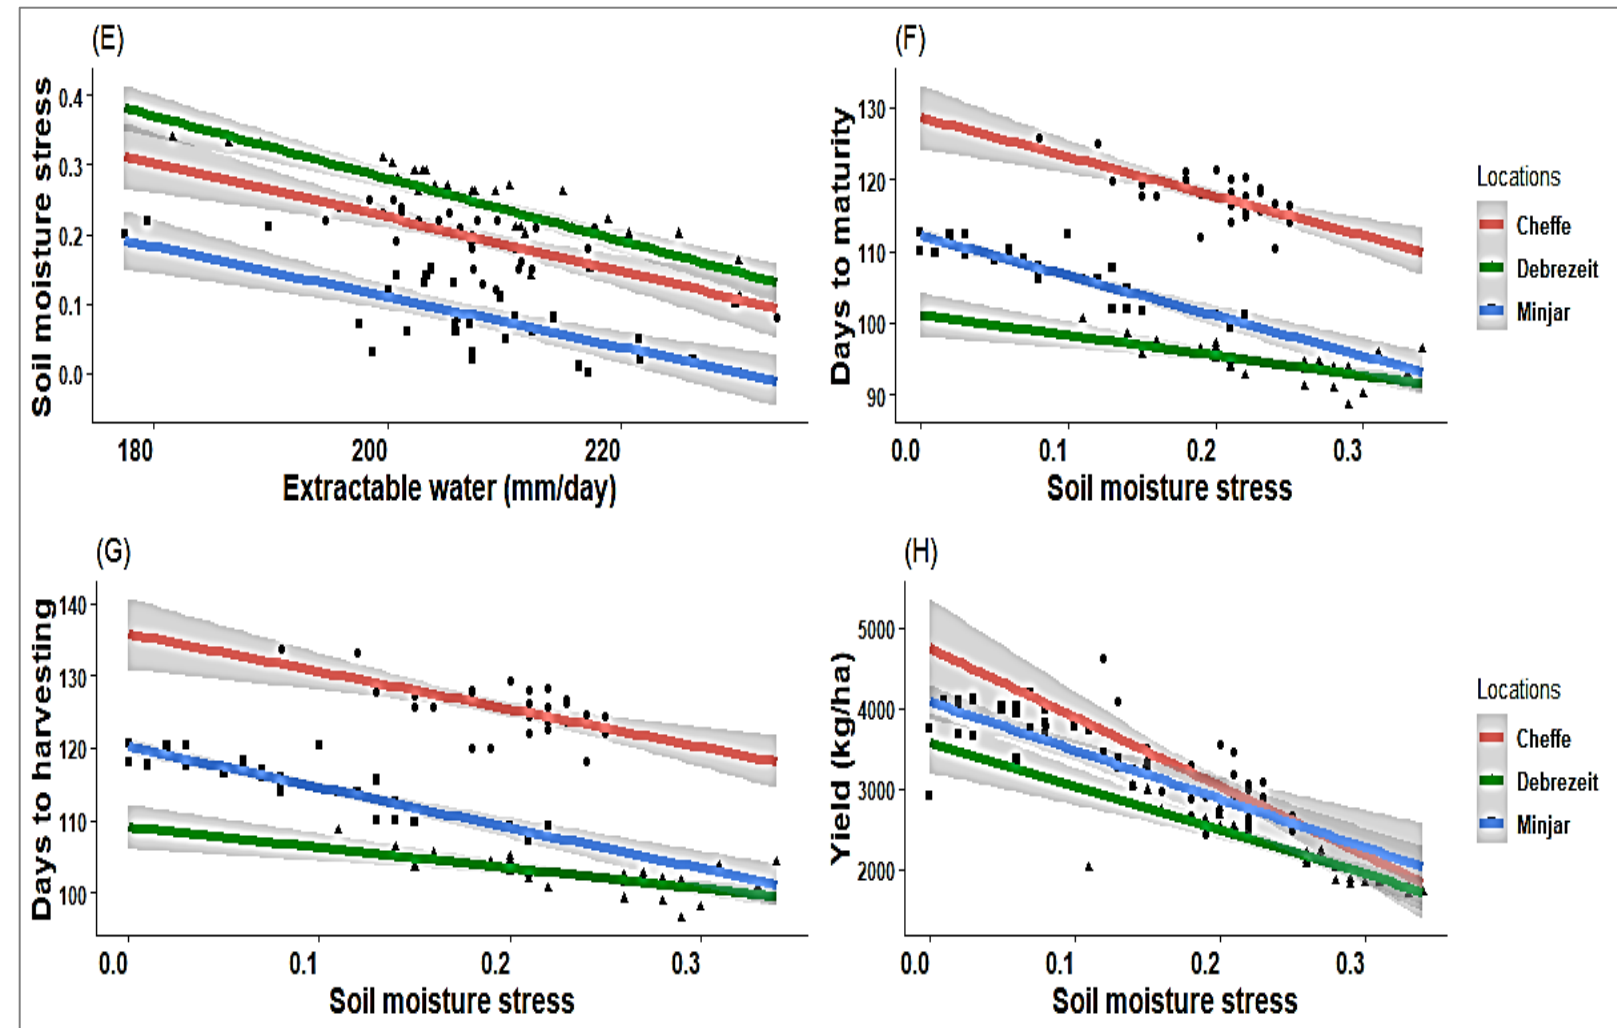 (E)
Soil moisture stress
0.4
0.3
0.2
0.1
0.0
180 200 220
Extractable water (mm/day)
(F)
Days to maturity
130
120
110
100
90
0.0 0.1 0.2 0.3
Soil moisture stress
Locations
Cheffe
Debrezeit
Minjar
(G)
Days to harvesting
140
130
120
110
100
0.0 0.1 0.2 0.3
Soil moisture stress
(H)
Yield (kg/ha)
5000
4000
3000
2000
0.0 0.1 0.2 0.3
Soil moisture stress
Locations
Cheffe
Debrezeit
Minjar